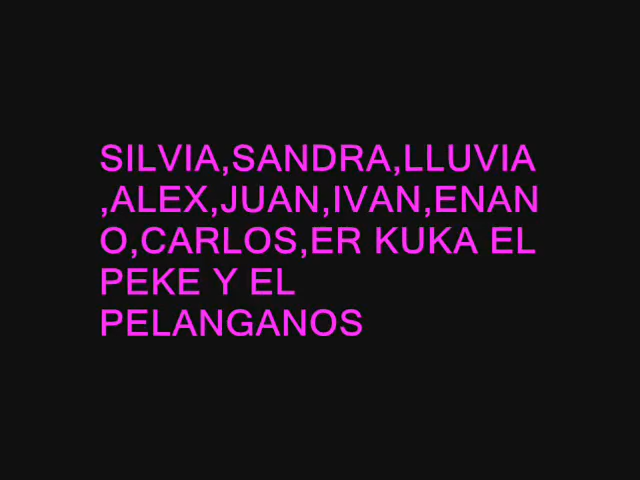 SILVIA,SANDRA,LLUVIA
,ALEX,JUAN,IVAN,ENAN
O,CARLOS,ER KUKA EL
PEKE Y EL
PELANGANOS